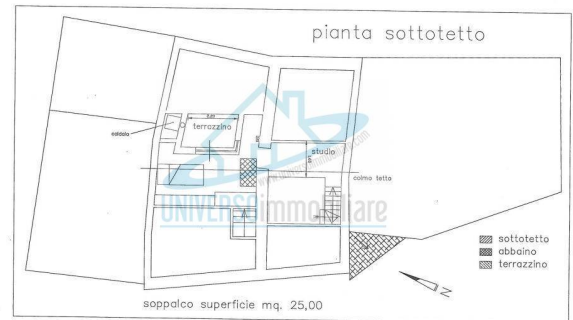 pianta sottotetto
terrazzino
caldaia
studio
colmo tetto
UNIVERSOimmobiliare
sottotetto
abbaino
terrazzino
N
soppalco superficie mq. 25,00